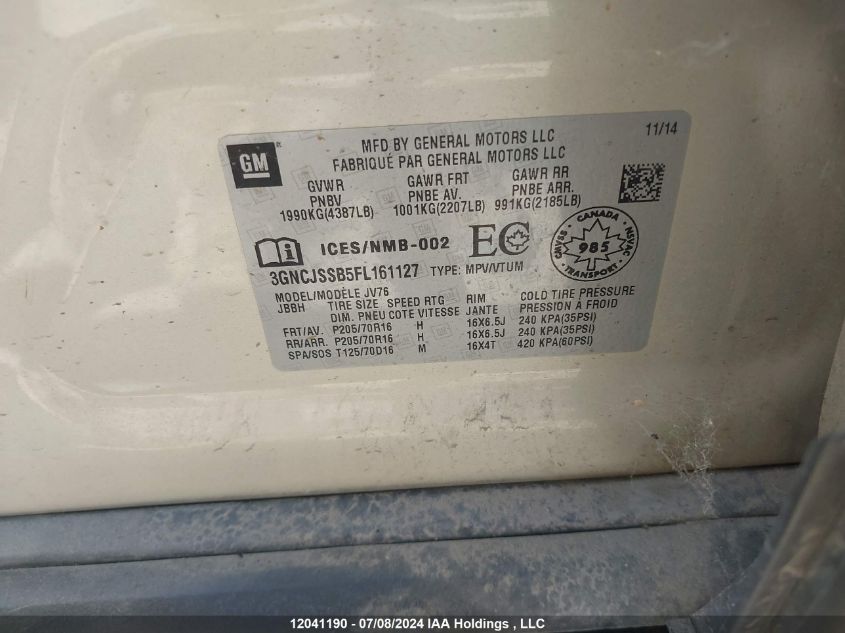 GM
MFD BY GENERAL MOTORS LLC
11/14
FABRIQUÉ PAR GENERAL MOTORS LLC
GVWR GAWR FRT GAWR RR
PNBV PNBE AV. PNBE ARR.
1990KG(4387LB) 1001KG(2207LB) 991KG(2185LB)
ICES/NMB-002 EC
CANADA
CMVSS 985 NSVAC
TRANSPORT
3GNCJSSB5FL161127 TYPE: MPV/VTUM
MODEL/MODÈLE JV76
JBBH TIRE SIZE SPEED RTG RIM COLD TIRE PRESSURE
DIM. PNEU COTE VITESSE JANTE PRESSION A FROID
FRT/AV. P205/70R16 H 16X6.5J 240 KPA(35PSI)
RR/ARR. P205/70R16 H 16X6.5J 240 KPA(35PSI)
SPA/SOS T125/70D16 M 16X4T 420 KPA(60PSI)
12041190 - 07/08/2024 IAA Holdings , LLC